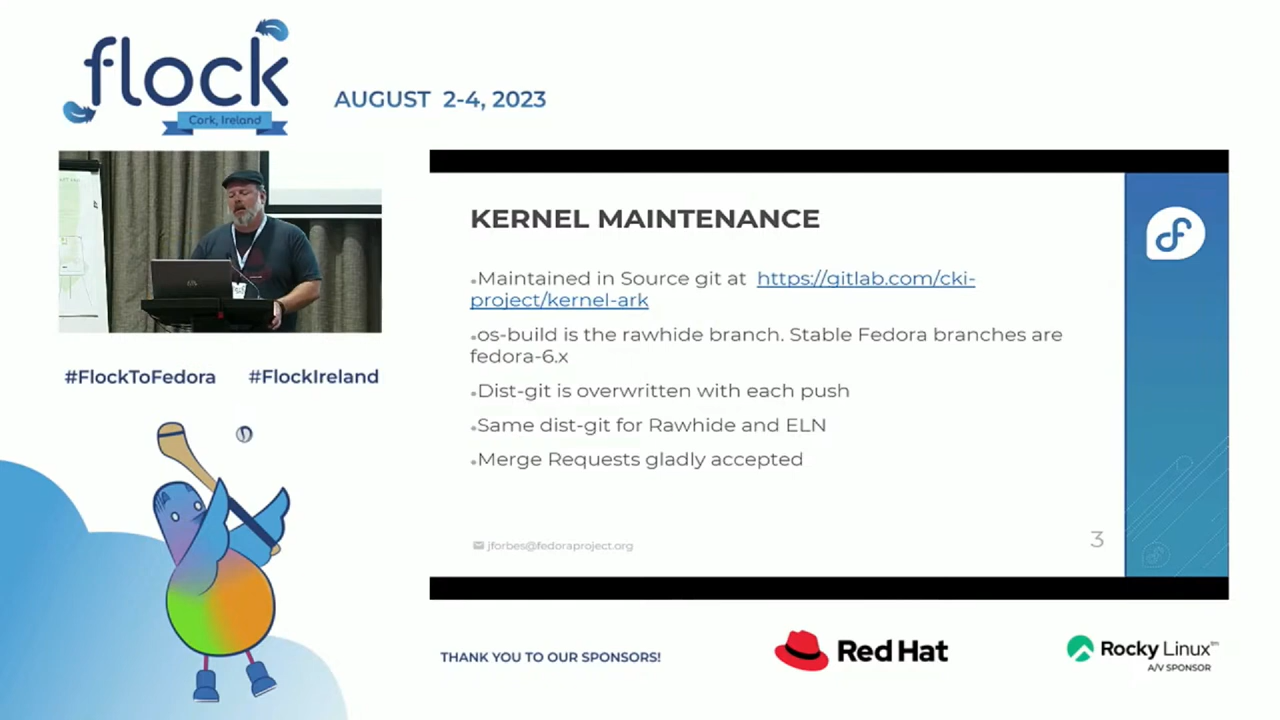 flock
Cork, Ireland
AUGUST 2-4, 2023
KERNEL MAINTENANCE
Maintained in Source git at https://gitlab.com/cki-
project/kernel-ark
os-build is the rawhide branch. Stable Fedora branches are
fedora-6.x
Dist-git is overwritten with each push
Same dist-git for Rawhide and ELN
Merge Requests gladly accepted
jforbes@fedoraproject.org
3
#FlockToFedora #FlockIreland
THANK YOU TO OUR SPONSORS!
Red Hat
Rocky Linux™
A/V SPONSOR